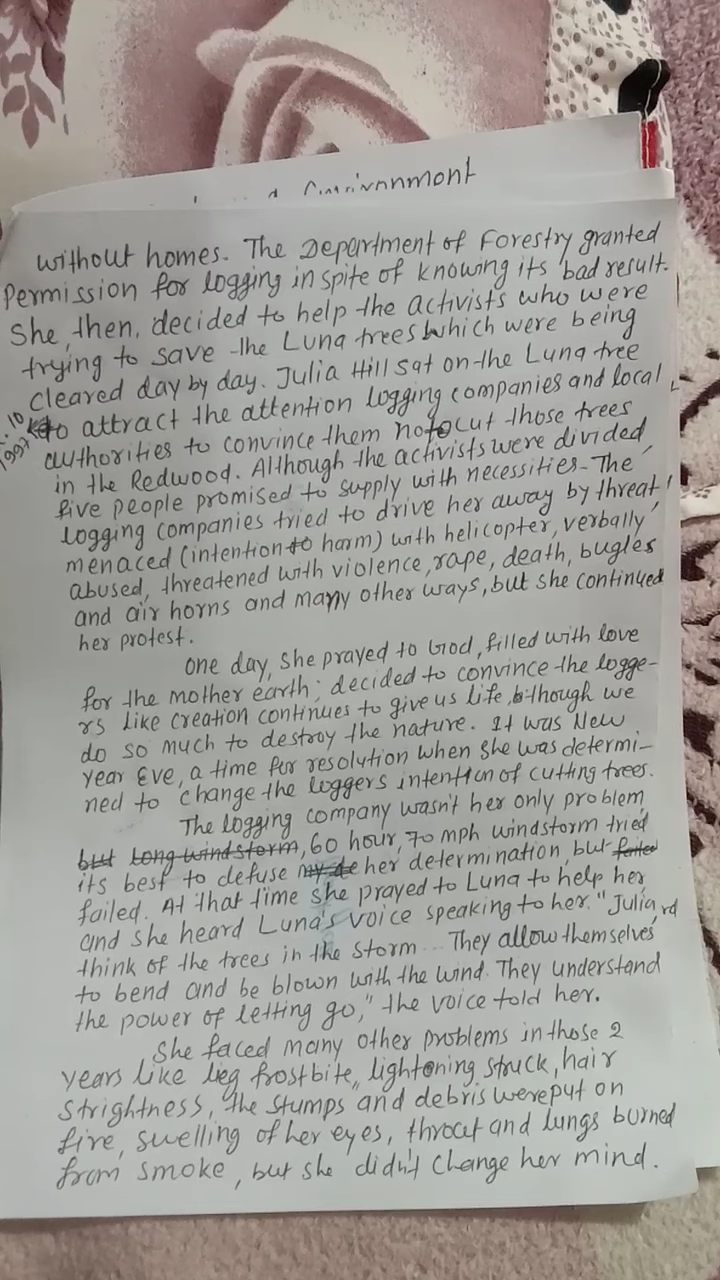 Environment
without homes. The Department of Forestry granted
Permission for logging in spite of knowing its bad result.
She, then, decided to help the activists who were
trying to save the Luna trees which were being
cleared day by day. Julia Hill sat on the Luna tree
10
1997
to attract the attention logging companies and local
authorities to convince them not to cut those trees
in the Redwood. Although the activists were divided,
five people promised to supply with necessities. The
logging companies tried to drive her away by threat,
menaced (intention to harm) with helicopter, verbally
abused, threatened with violence, rape, death, bugles
and air horns and many other ways, but she continued
her protest.
One day, she prayed to God, filled with love
for the mother earth; decided to convince the logge-
rs like creation continues to give us life, though we
do so much to destroy the nature. It was New
Year Eve, a time for resolution when she was determi-
ned to change the loggers intention of cutting trees.
The logging company wasn't her only problem
but long windstorm, 60 hour, 70 mph windstorm tried
its best to defuse her determination, but failed
failed. At that time she prayed to Luna to help her
and she heard Luna's voice speaking to her. "Julia,
think of the trees in the storm... They allow themselves
to bend and be blown with the wind. They understand
the power of letting go," the voice told her.
She faced many other problems in those 2
years like leg frostbite, lightening struck, hair
strightness, the stumps and debris were put on
fire, swelling of her eyes, throat and lungs burned
from smoke, but she didn't change her mind.